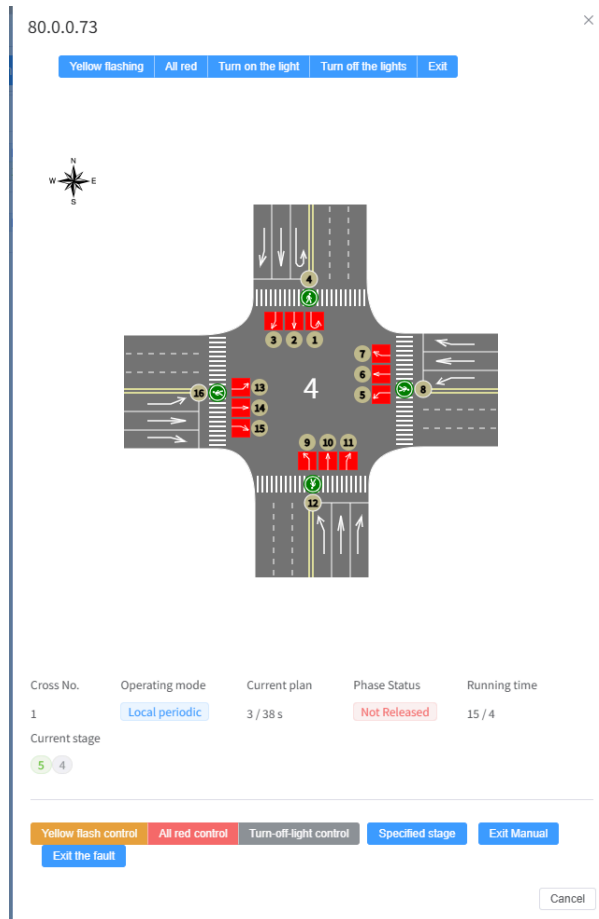 80.0.0.73
Yellow flashing All red Turn on the light Turn off the lights Exit
N
W E
S
4
3 2 1
7
16 13 6 4 8
14 5
15
9 10 11
12
Cross No. Operating mode Current plan Phase Status Running time
1 Local periodic 3 / 38 s Not Released 15 / 4
Current stage
5 4
Yellow flash control All red control Turn-off-light control Specified stage Exit Manual
Exit the fault
Cancel